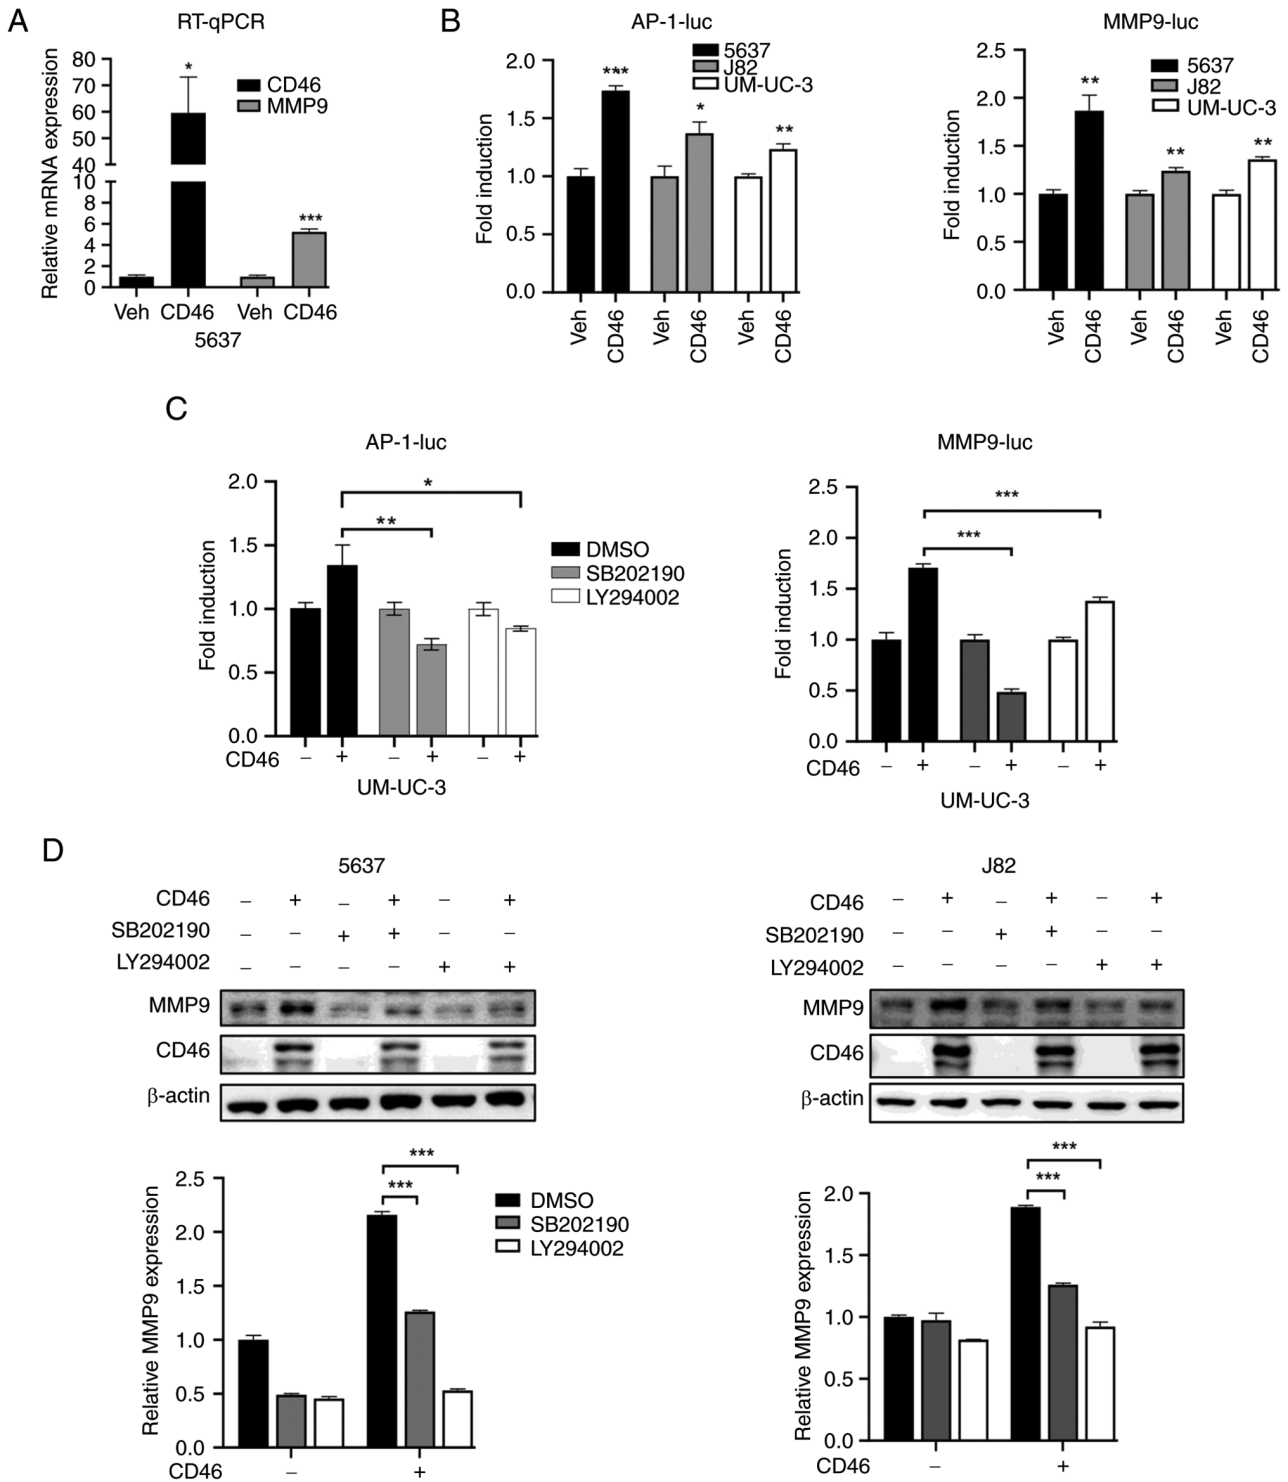 A
RT-qPCR
Relative mRNA expression
80
70
60
50
40
10
8
6
4
2
0
*
***
CD46
MMP9
Veh CD46 Veh CD46
5637
B
AP-1-luc
Fold induction
2.0
1.5
1.0
0.5
0.0
***
*
**
5637
J82
UM-UC-3
Veh CD46 Veh CD46 Veh CD46
MMP9-luc
Fold induction
2.5
2.0
1.5
1.0
0.5
0.0
**
**
**
5637
J82
UM-UC-3
Veh CD46 Veh CD46 Veh CD46
C
AP-1-luc
Fold induction
2.0
1.5
1.0
0.5
0.0
*
**
DMSO
SB202190
LY294002
CD46 – + – + – +
UM-UC-3
MMP9-luc
Fold induction
2.5
2.0
1.5
1.0
0.5
0.0
***
***
CD46 – + – + – +
UM-UC-3
D
5637
CD46 – + – + – +
SB202190 – – + + – –
LY294002 – – – – + +
MMP9
CD46
β-actin
Relative MMP9 expression
2.5
2.0
1.5
1.0
0.5
0.0
***
***
DMSO
SB202190
LY294002
CD46 – +
J82
CD46 – + – + – +
SB202190 – – + + – –
LY294002 – – – – + +
MMP9
CD46
β-actin
Relative MMP9 expression
2.0
1.5
1.0
0.5
0.0
***
***
CD46 – +